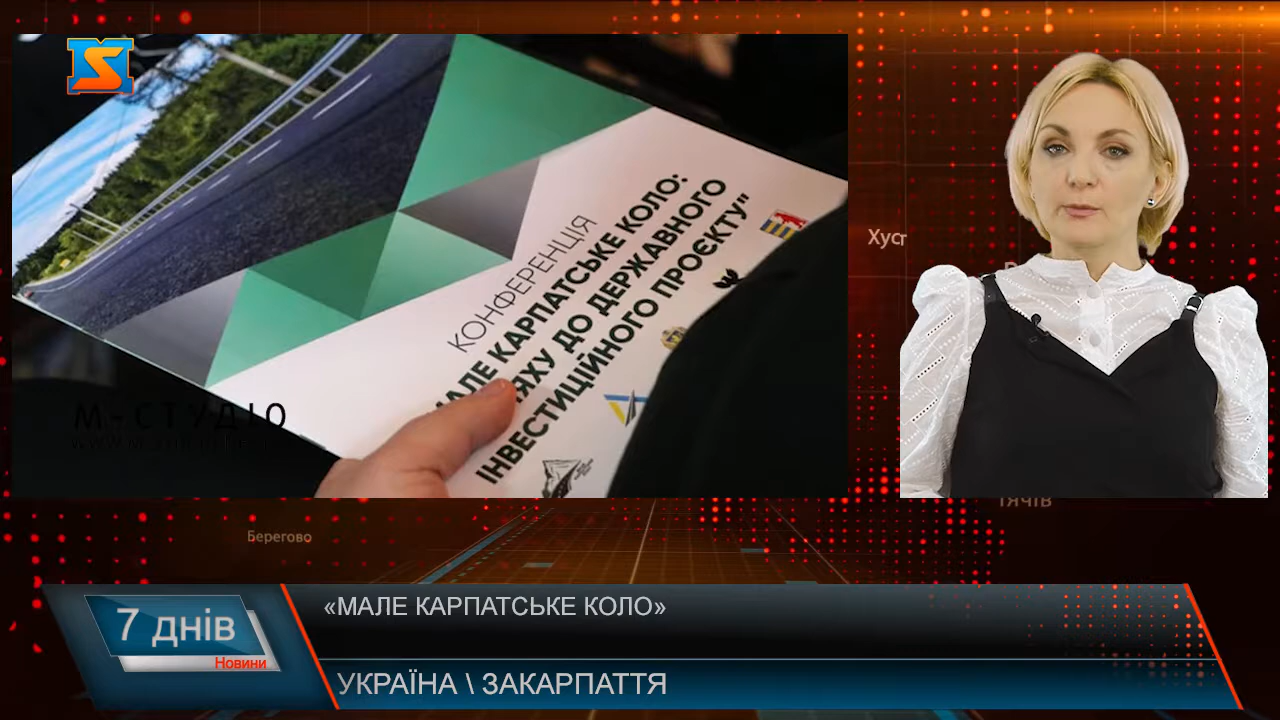 КОНФЕРЕНЦІЯ
МАЛЕ КАРПАТСЬКЕ КОЛО:
ДО ДЕРЖАВНОГО
ІНВЕСТИЦІЙНОГО ПРОЄКТУ"
М-СТУДІО
Хуст
Берегово
ТЯЧІВ
7 днів
Новини
«МАЛЕ КАРПАТСЬКЕ КОЛО»
УКРАЇНА \ ЗАКАРПАТТЯ